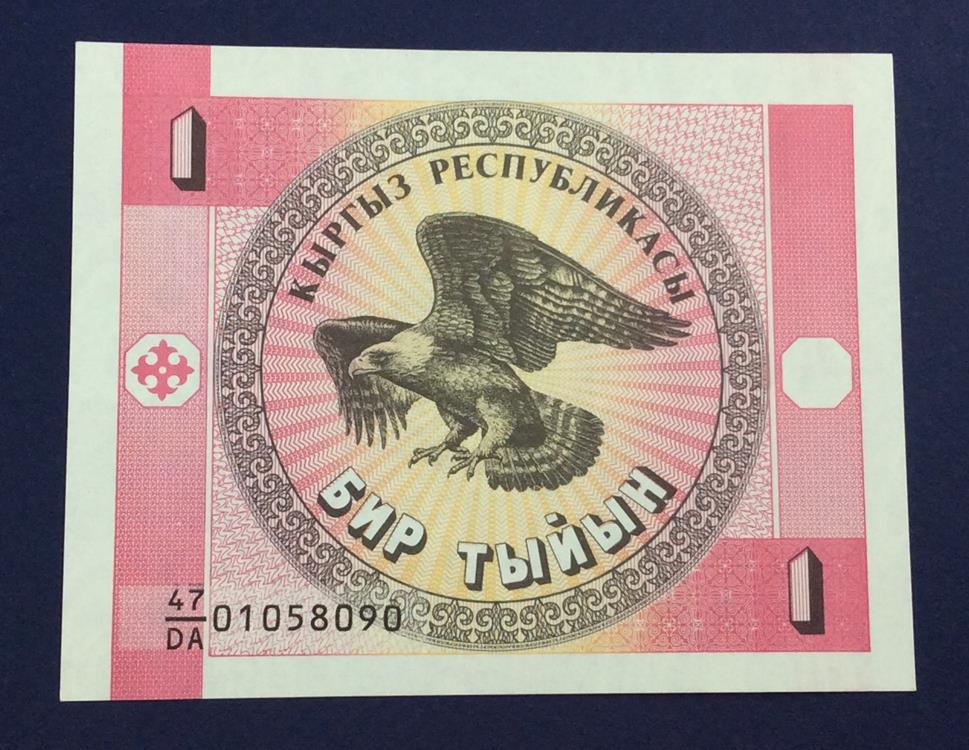 1
КЫРГЫЗ РЕСПУБЛИКАСЫ
БИР ТЫЙЫН
1
47
DA 01058090